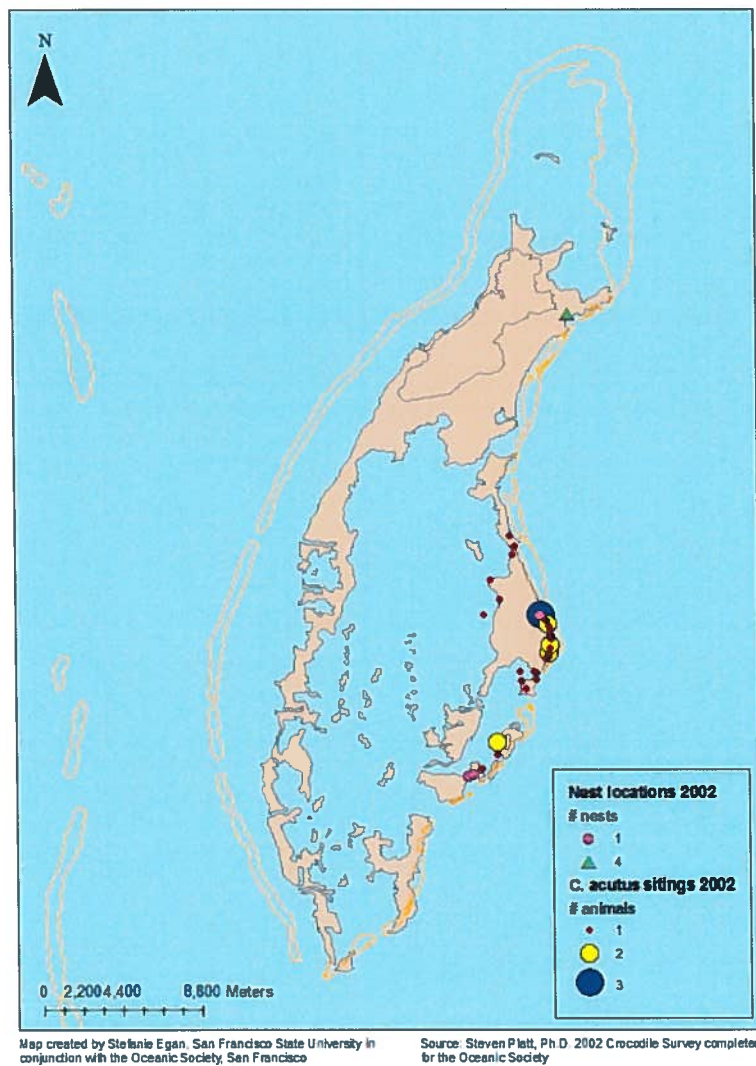 N
Nest locations 2002
# nests
1
4
C. acutus sitings 2002
# animals
1
2
3
0 2,200 4,400 8,800 Meters
Map created by Stefanie Egan, San Francisco State University in
conjunction with the Oceanic Society, San Francisco
Source: Steven Platt, Ph.D. 2002 Crocodile Survey completed
for the Oceanic Society